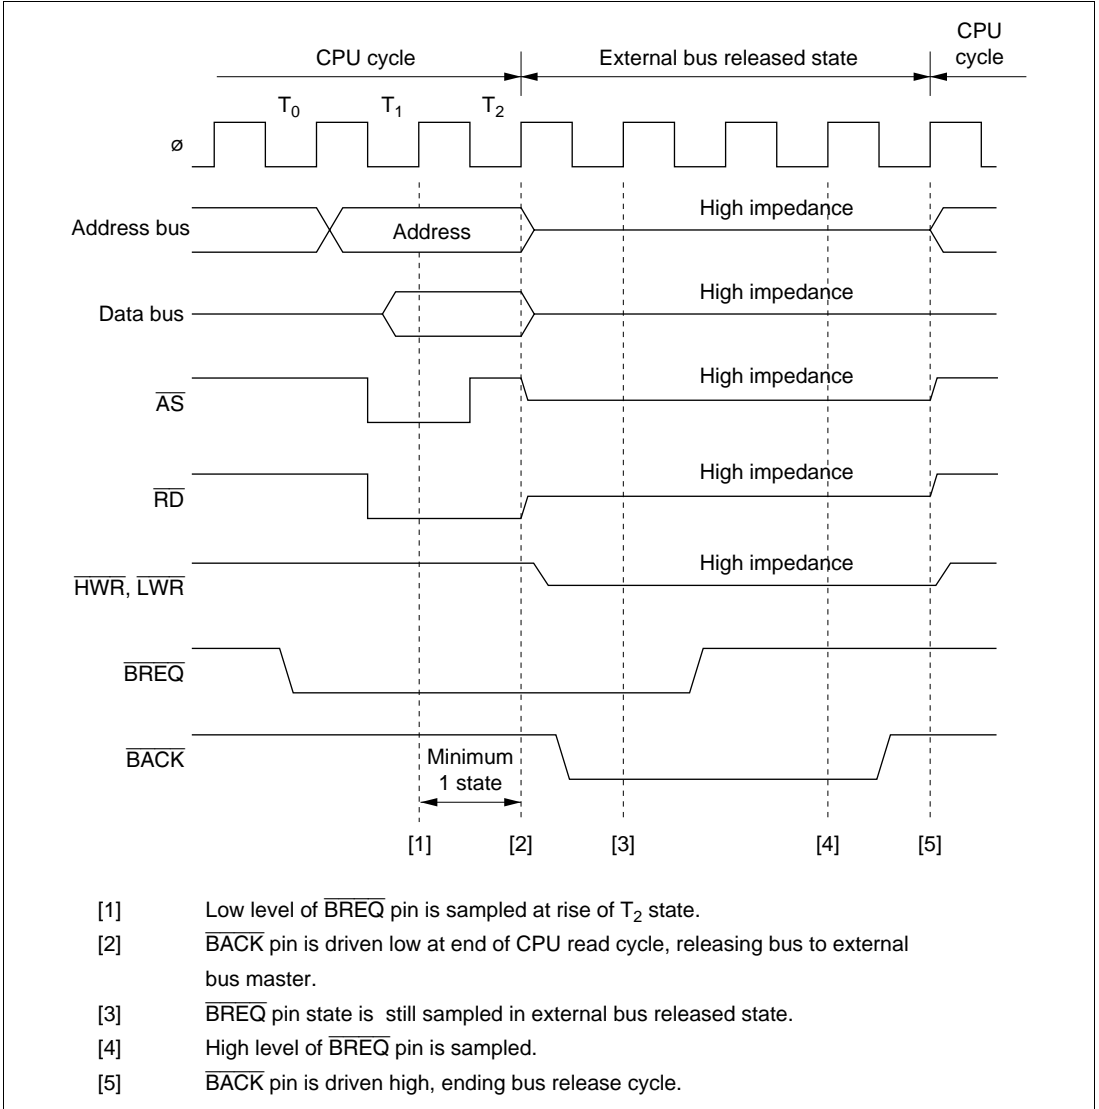 CPU cycle
External bus released state
CPU
cycle
T0
T1
T2
ø
Address bus
Address
High impedance
Data bus
High impedance
AS
High impedance
RD
High impedance
HWR, LWR
High impedance
BREQ
BACK
Minimum
1 state
[1]
[2]
[3]
[4]
[5]
[1] Low level of BREQ pin is sampled at rise of T2 state.
[2] BACK pin is driven low at end of CPU read cycle, releasing bus to external
bus master.
[3] BREQ pin state is still sampled in external bus released state.
[4] High level of BREQ pin is sampled.
[5] BACK pin is driven high, ending bus release cycle.